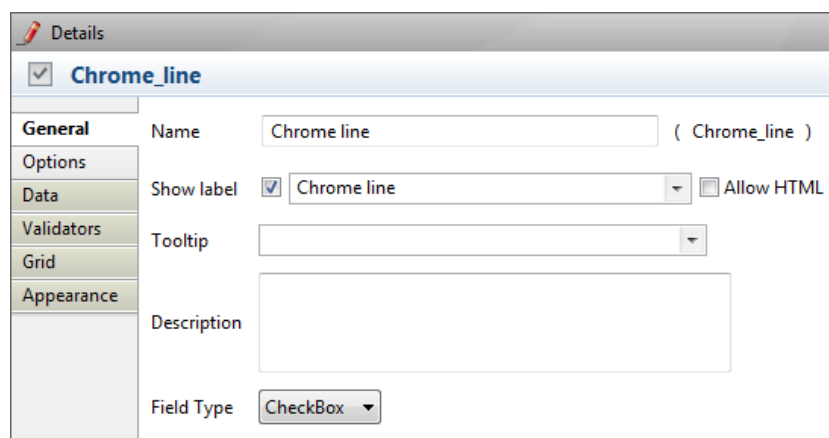 Details
Chrome_line
General
Options
Data
Validators
Grid
Appearance
Name Chrome line ( Chrome_line )
Show label Chrome line Allow HTML
Tooltip
Description
Field Type CheckBox